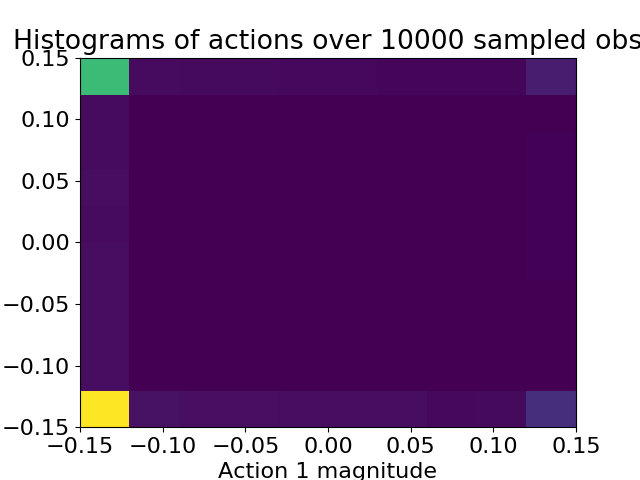 Histograms of actions over 10000 sampled obs
0.15
0.10
0.05
0.00
−0.05
−0.10
−0.15
−0.15 −0.10 −0.05 0.00 0.05 0.10 0.15
Action 1 magnitude